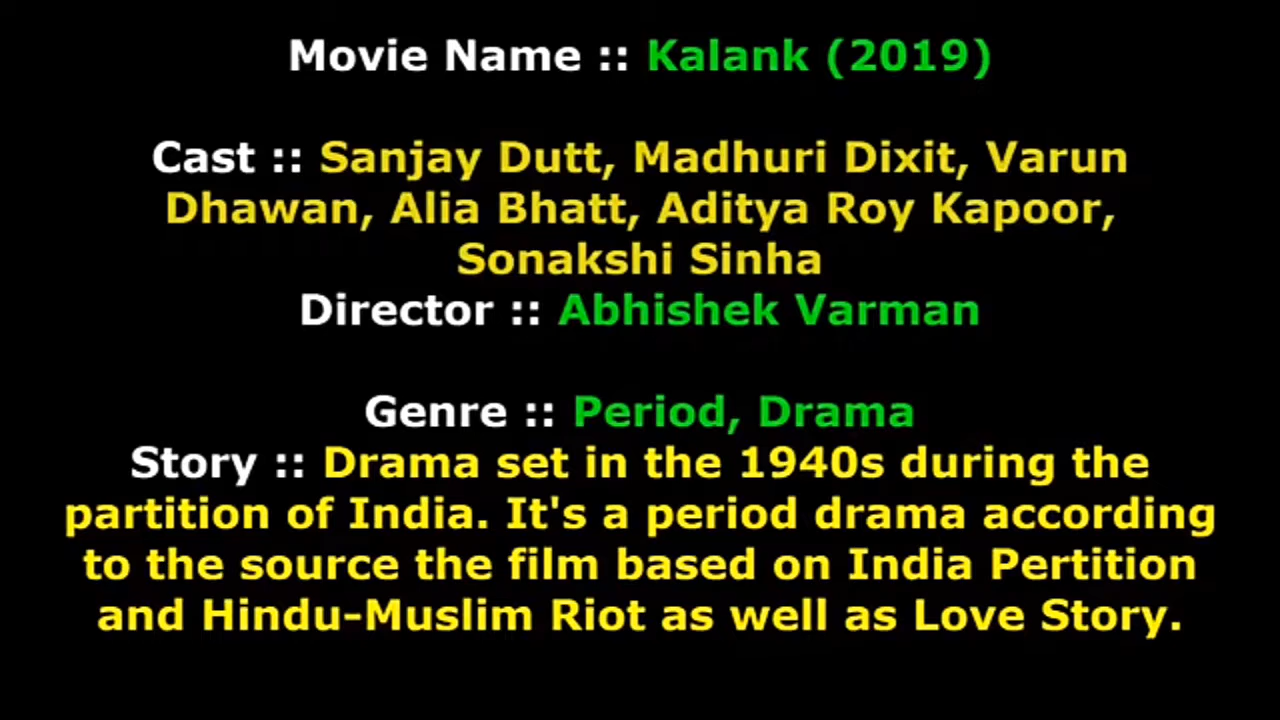 Movie Name :: Kalank (2019)
Cast :: Sanjay Dutt, Madhuri Dixit, Varun
Dhawan, Alia Bhatt, Aditya Roy Kapoor,
Sonakshi Sinha
Director :: Abhishek Varman
Genre :: Period, Drama
Story :: Drama set in the 1940s during the
partition of India. It's a period drama according
to the source the film based on India Pertition
and Hindu-Muslim Riot as well as Love Story.